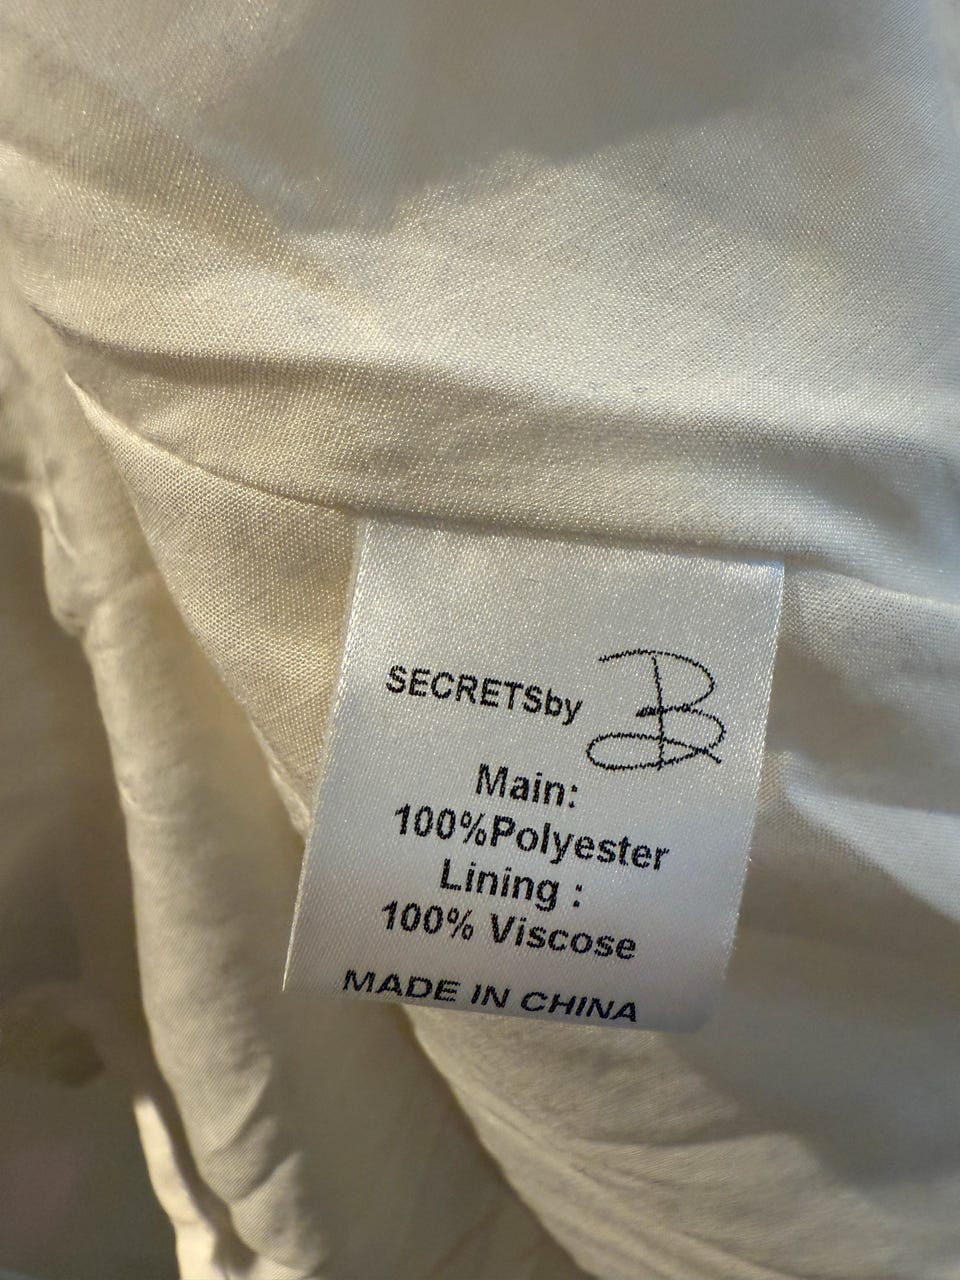 SECRETSby B
Main:
100%Polyester
Lining :
100% Viscose
MADE IN CHINA